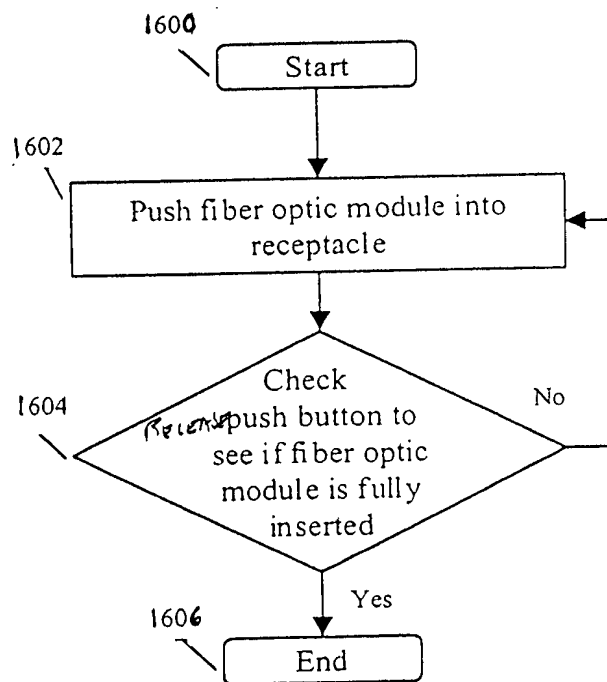 1600
Start
1602
Push fiber optic module into
receptacle
1604
Check
RELEASE push button to
see if fiber optic
module is fully
inserted
No
Yes
1606
End